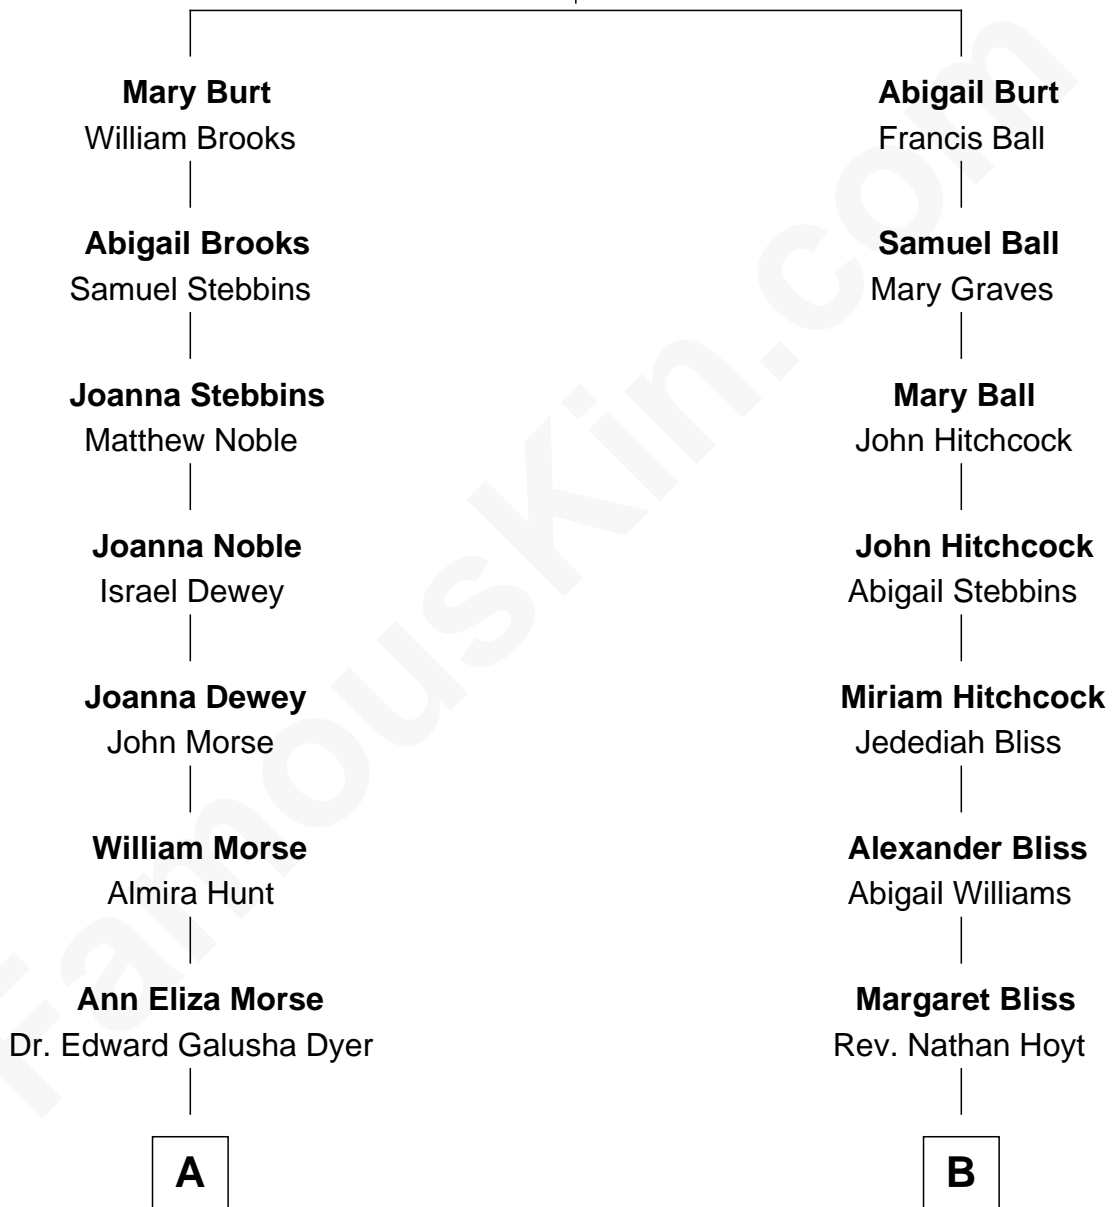 Mary Burt
William Brooks
Abigail Brooks
Samuel Stebbins
Joanna Stebbins
Matthew Noble
Joanna Noble
Israel Dewey
Joanna Dewey
John Morse
William Morse
Almira Hunt
Ann Eliza Morse
Dr. Edward Galusha Dyer
A
Abigail Burt
Francis Ball
Samuel Ball
Mary Graves
Mary Ball
John Hitchcock
John Hitchcock
Abigail Stebbins
Miriam Hitchcock
Jedediah Bliss
Alexander Bliss
Abigail Williams
Margaret Bliss
Rev. Nathan Hoyt
B
FamousKin.com